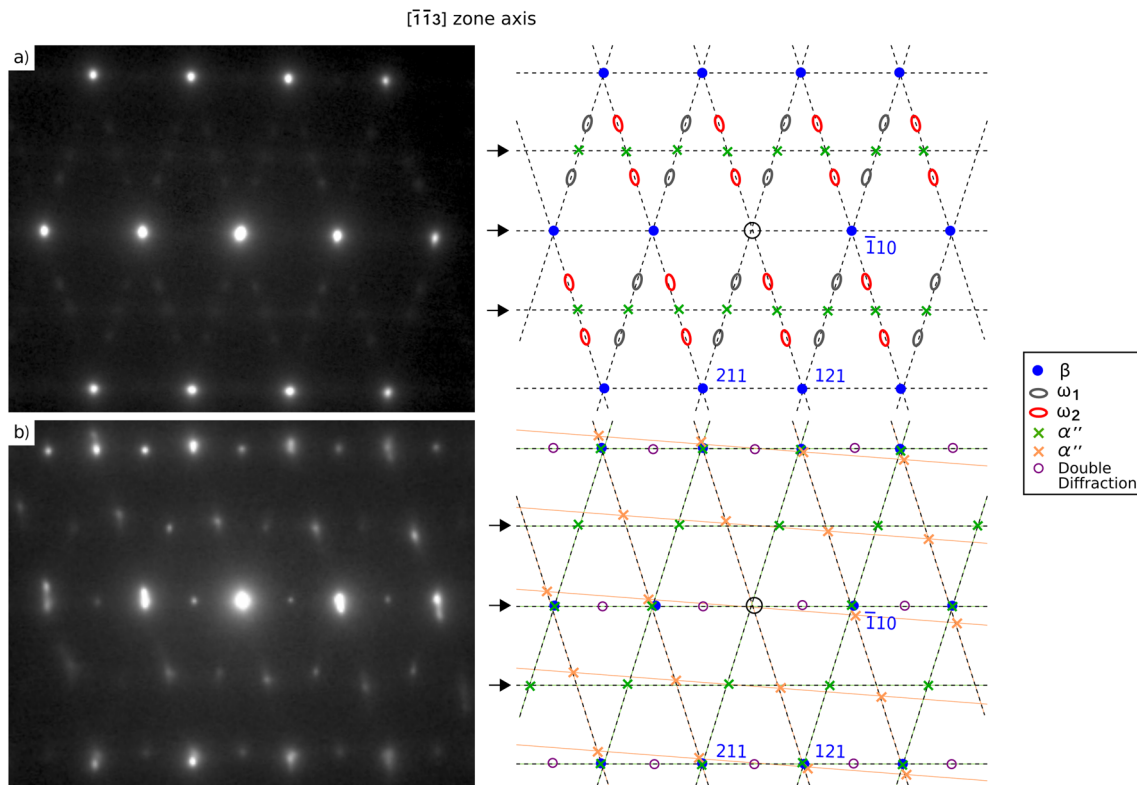 [1̅1̅3] zone axis
a)
1̅10
211 121
b)
1̅10
211 121
β
ω₁
ω₂
α′′
α′′
Double
Diffraction